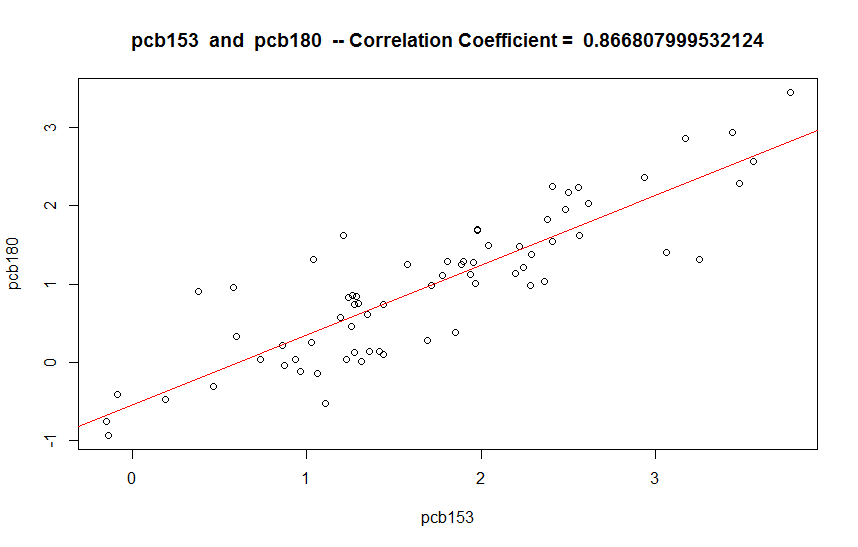 pcb153 and pcb180 -- Correlation Coefficient = 0.866807999532124
3
2
1
0
-1
pcb180
0 1 2 3
pcb153